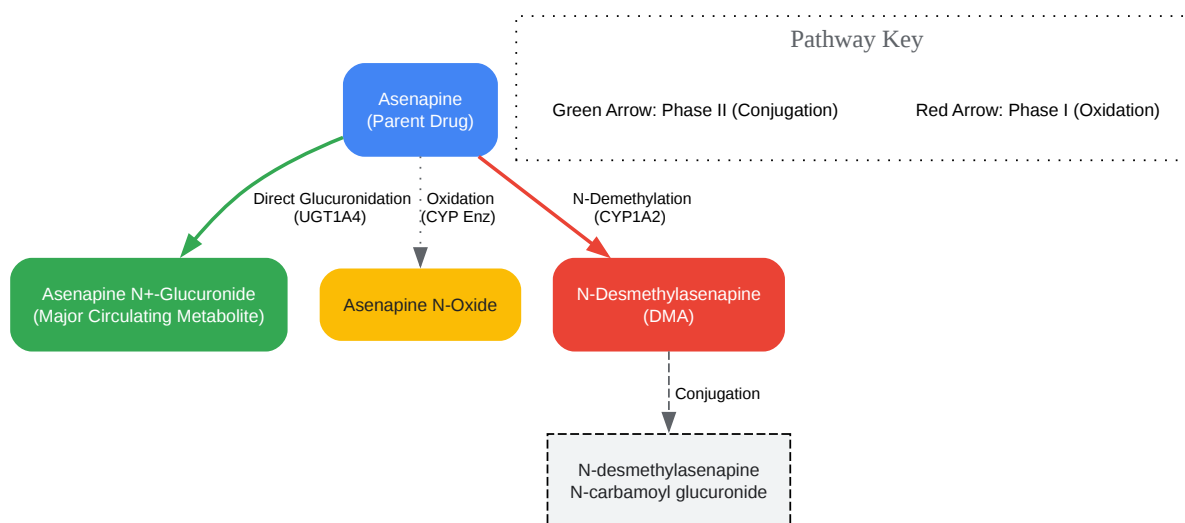 Pathway Key
Green Arrow: Phase II (Conjugation)
Red Arrow: Phase I (Oxidation)
Asenapine
(Parent Drug)
Direct Glucuronidation
(UGT1A4)
Oxidation
(CYP Enz)
N-Demethylation
(CYP1A2)
Asenapine N+-Glucuronide
(Major Circulating Metabolite)
Asenapine N-Oxide
N-Desmethylasenapine
(DMA)
Conjugation
N-desmethylasenapine
N-carbamoyl glucuronide